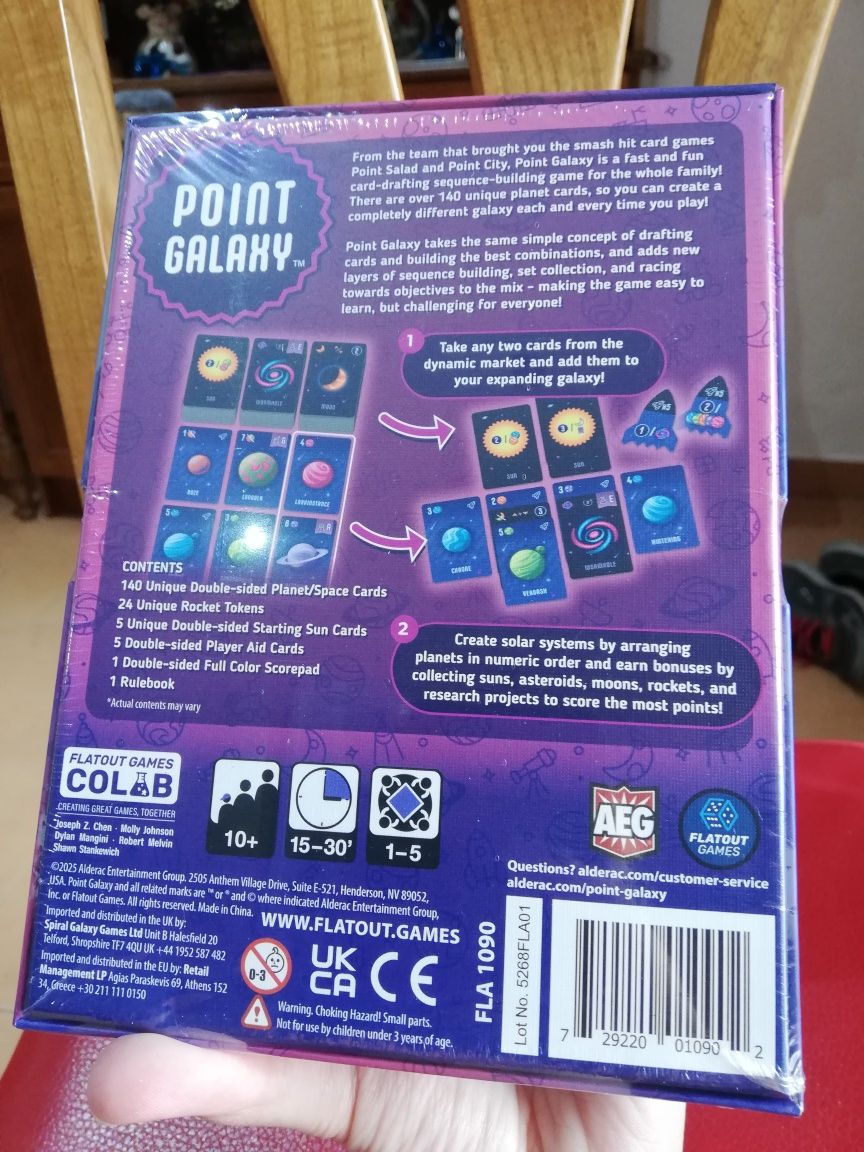 POINT
GALAXY™
From the team that brought you the smash hit card games
Point Salad and Point City, Point Galaxy is a fast and fun
card-drafting sequence-building game for the whole family!
There are over 140 unique planet cards, so you can create a
completely different galaxy each and every time you play!
Point Galaxy takes the same simple concept of drafting
cards and building the best combinations, and adds new
layers of sequence building, set collection, and racing
towards objectives to the mix – making the game easy to
learn, but challenging for everyone!
1
Take any two cards from the
dynamic market and add them to
your expanding galaxy!
SUN
WORMHOLE
MOON
SUN
SUN
WORMHOLE
CONTENTS
140 Unique Double-sided Planet/Space Cards
24 Unique Rocket Tokens
5 Unique Double-sided Starting Sun Cards
5 Double-sided Player Aid Cards
1 Double-sided Full Color Scorepad
1 Rulebook
*Actual contents may vary
2
Create solar systems by arranging
planets in numeric order and earn bonuses by
collecting suns, asteroids, moons, rockets, and
research projects to score the most points!
FLATOUT GAMES
COLAB
CREATING GREAT GAMES, TOGETHER
Joseph Z. Chen · Molly Johnson
Dylan Mangini · Robert Melvin
Shawn Stankewich
10+
15–30'
1–5
AEG
FLATOUT
GAMES
Questions? alderac.com/customer-service
alderac.com/point-galaxy
©2025 Alderac Entertainment Group. 2505 Anthem Village Drive, Suite E-521, Henderson, NV 89052,
USA. Point Galaxy and all related marks are ™ or ® and © where indicated Alderac Entertainment Group,
Inc. or Flatout Games. All rights reserved. Made in China.
WWW.FLATOUT.GAMES
Imported and distributed in the UK by:
Spiral Galaxy Games Ltd Unit B Halesfield 20
Telford, Shropshire TF7 4QU UK +44 1952 587 482
Imported and distributed in the EU by: Retail
Management LP Agias Paraskevis 69, Athens 152
34, Greece +30 211 111 0150
0-3
UK
CA
CE
Warning. Choking Hazard! Small parts.
Not for use by children under 3 years of age.
FLA 1090
Lot No. 5268FLA01
7 29220 01090 2